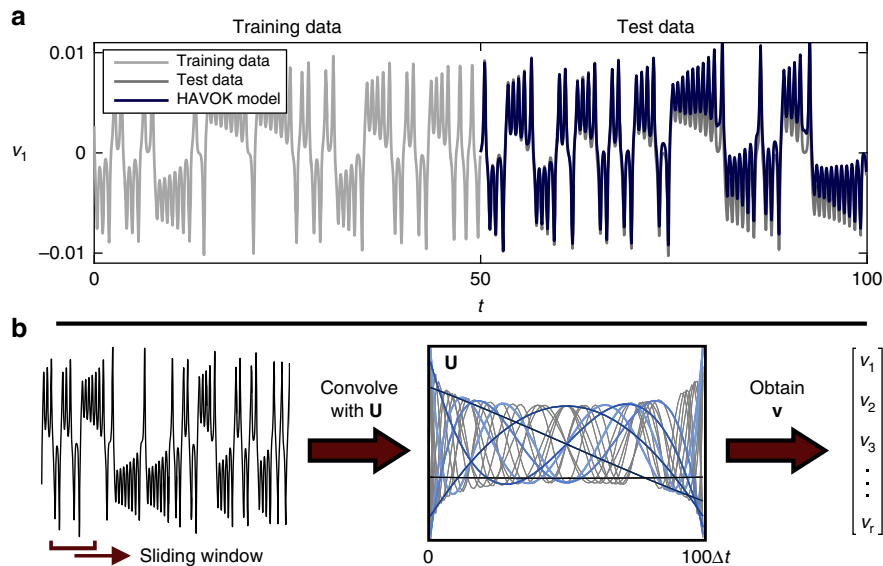 a
Training data
Test data
0.01
Training data
Test data
HAVOK model
v1
0
−0.01
0
50
100
t
b
Convolve
with U
U
Obtain
v
v1
v2
v3
⋮
vr
Sliding window
0
100Δt